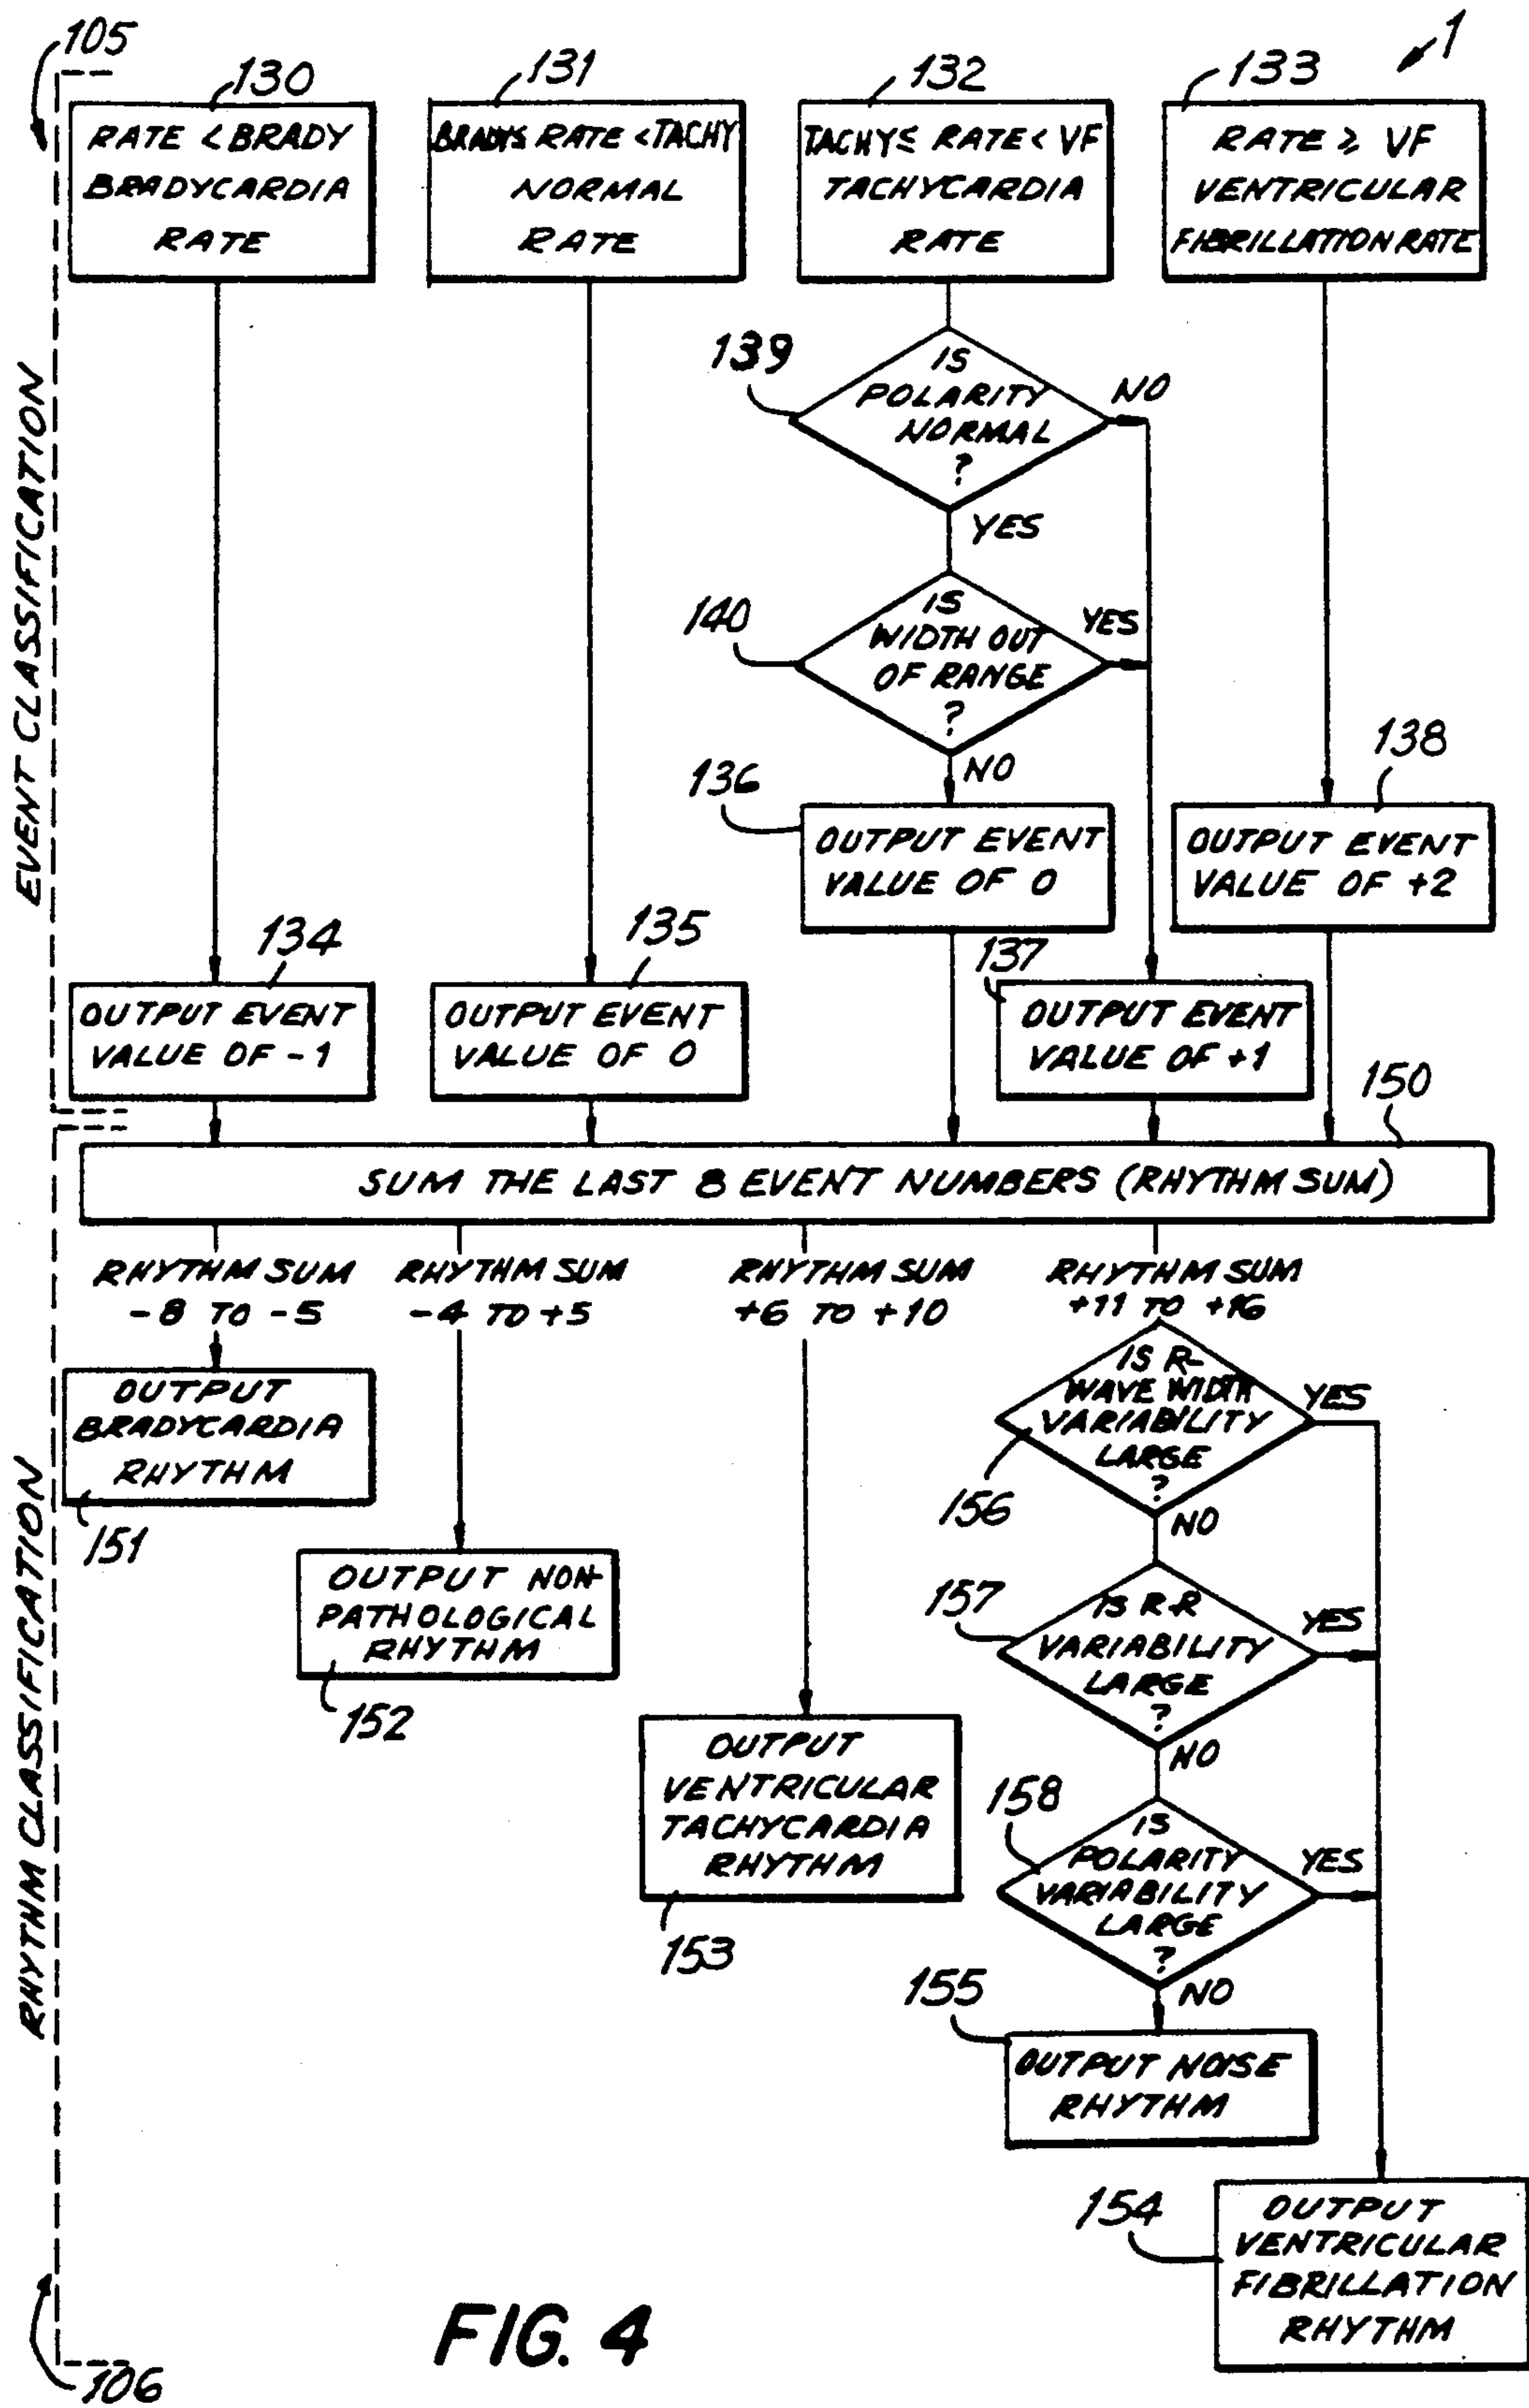 105
1
130
131
132
133
RATE < BRADY
BRADYCARDIA
RATE
BRADY≤ RATE < TACHY
NORMAL
RATE
TACHY≤ RATE < VF
TACHYCARDIA
RATE
RATE ≥ VF
VENTRICULAR
FIBRILLATION RATE
EVENT CLASSIFICATION
139
IS
POLARITY
NORMAL
?
NO
YES
140
IS
WIDTH OUT
OF RANGE
?
YES
NO
136
OUTPUT EVENT
VALUE OF 0
138
OUTPUT EVENT
VALUE OF +2
134
OUTPUT EVENT
VALUE OF -1
135
OUTPUT EVENT
VALUE OF 0
137
OUTPUT EVENT
VALUE OF +1
150
SUM THE LAST 8 EVENT NUMBERS (RHYTHM SUM)
RHYTHM SUM
-8 TO -5
RHYTHM SUM
-4 TO +5
RHYTHM SUM
+6 TO +10
RHYTHM SUM
+11 TO +16
RHYTHM CLASSIFICATION
OUTPUT
BRADYCARDIA
RHYTHM
151
OUTPUT NON-
PATHOLOGICAL
RHYTHM
152
OUTPUT
VENTRICULAR
TACHYCARDIA
RHYTHM
153
IS R-
WAVE WIDTH
VARIABILITY
LARGE
?
YES
156
NO
157
IS R-R
VARIABILITY
LARGE
?
YES
NO
158
IS
POLARITY
VARIABILITY
LARGE
?
YES
NO
155
OUTPUT NOISE
RHYTHM
154
OUTPUT
VENTRICULAR
FIBRILLATION
RHYTHM
FIG. 4
106